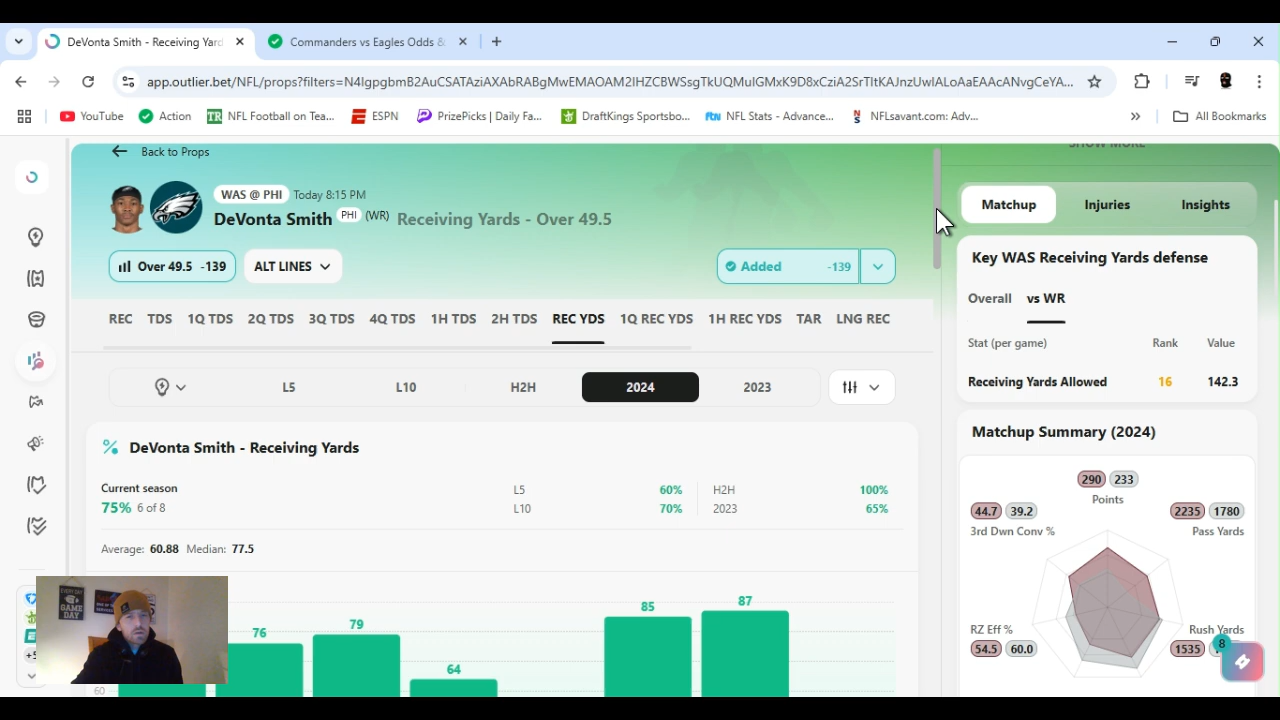 DeVonta Smith - Receiving Yard
Commanders vs Eagles Odds &
app.outlier.bet/NFL/props?filters=N4IgpgbmB2AuCSATAziAXAbRABgMwEMAOAM2IHZCBWSsgTkUQMuIGMxK9D8xCziA2SrTItKAJnzUwIALoAaEAAcANvgCeYA...
YouTube
Action
NFL Football on Tea...
ESPN
PrizePicks | Daily Fa...
DraftKings Sportsbo...
NFL Stats - Advance...
NFLsavant.com: Adv...
All Bookmarks
Back to Props
SHOW MORE
WAS @ PHI Today 8:15 PM
DeVonta Smith PHI (WR) Receiving Yards - Over 49.5
Over 49.5 -139
ALT LINES
Added -139
Matchup Injuries Insights
Key WAS Receiving Yards defense
Overall vs WR
Stat (per game) Rank Value
Receiving Yards Allowed 16 142.3
REC TDS 1Q TDS 2Q TDS 3Q TDS 4Q TDS 1H TDS 2H TDS REC YDS 1Q REC YDS 1H REC YDS TAR LNG REC
L5 L10 H2H 2024 2023
DeVonta Smith - Receiving Yards
Current season
75% 6 of 8
L5 60% H2H 100%
L10 70% 2023 65%
Average: 60.88 Median: 77.5
76 79 64 85 87
60
Matchup Summary (2024)
290 233
Points
44.7 39.2
3rd Dwn Conv %
2235 1780
Pass Yards
RZ Eff %
54.5 60.0
Rush Yards
1535
8
EVERY DAY
GAME
DAY